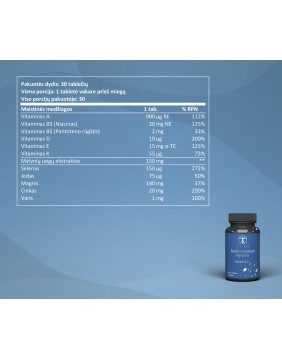 Pakuotės dydis: 30 tablečių
Viena porcija: 1 tabletė vakare prieš miegą
Viso porcijų pakuotėje: 30
Maistinės medžiagos 1 tab. % RPN
Vitaminas A 900 µg RE 112%
Vitaminas B3 (Niacinas) 20 mg NE 125%
Vitaminas B5 (Pantoteno rūgštis) 2 mg 33%
Vitaminas D 10 µg 200%
Vitaminas E 15 mg α-TE 125%
Vitaminas K 55 µg 73%
Mėlynių uogų ekstraktas 150 mg **
Selenas 150 µg 272%
Jodas 75 µg 50%
Magnis 140 mg 37%
Cinkas 20 mg 200%
Varis 1 mg 100%